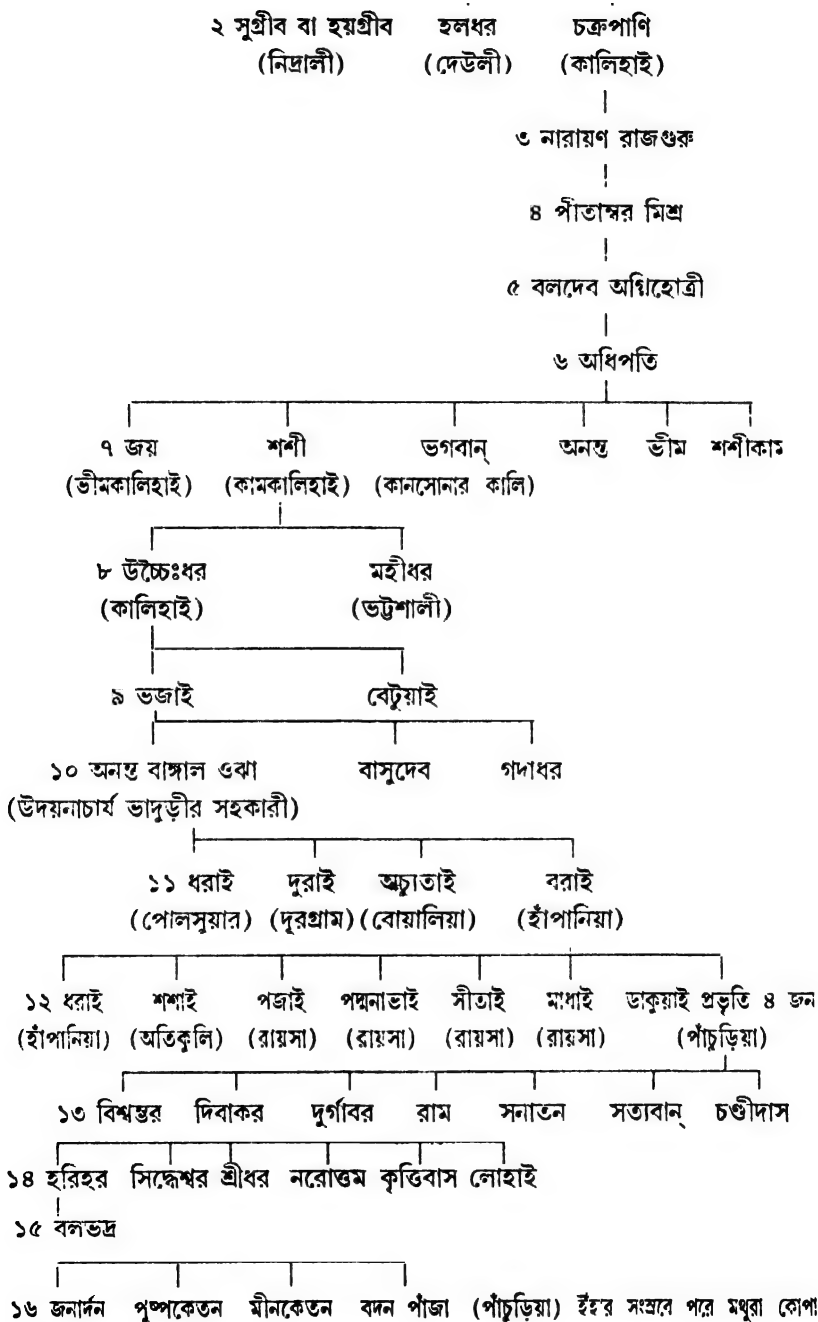 ২ সুগ্রীব বা হয়গ্রীব হলধর চক্রপাণি
(নিদ্রালী) (দেউলী) (কালিহাই)
৩ নারায়ণ রাজগুরু
৪ পীতাম্বর মিশ্র
৫ বলদেব অগ্নিহোত্রী
৬ অধিপতি
৭ জয় শশী ভগবান্ অনন্ত ভীম শশীকাম
(ভীমকালিহাই) (কামকালিহাই) (কানসোনার কালি)
৮ উচ্চৈঃধর মহীধর
(কালিহাই) (ভট্টশালী)
৯ ভজাই বেটুয়াই
১০ অনন্ত বাঙ্গাল ওঝা বাসুদেব গদাধর
(উদয়নাচার্য ভাদুড়ীর সহকারী)
১১ ধরাই দুরাই অচ্যুতাই বরাই
(পোলসুয়ার) (দূরগ্রাম) (বোয়ালিয়া) (হাঁপানিয়া)
১২ ধরাই শশাই পজাই পদ্মনাভাই সীতাই মাধাই ডাকুয়াই প্রভৃতি ৪ জন
(হাঁপানিয়া) (অতিকুলি) (রায়সা) (রায়সা) (রায়সা) (রায়সা) (পাঁচুড়িয়া)
১৩ বিশ্বম্ভর দিবাকর দুর্গাবর রাম সনাতন সত্যবান্ চণ্ডীদাস
১৪ হরিহর সিদ্ধেশ্বর শ্রীধর নরোত্তম কৃত্তিবাস লোহাই
১৫ বলভদ্র
১৬ জনার্দন পুষ্পকেতন মীনকেতন বদন পাঁজা (পাঁচুড়িয়া) ইঁহার সংস্রবে পরে মথুরা কোপা